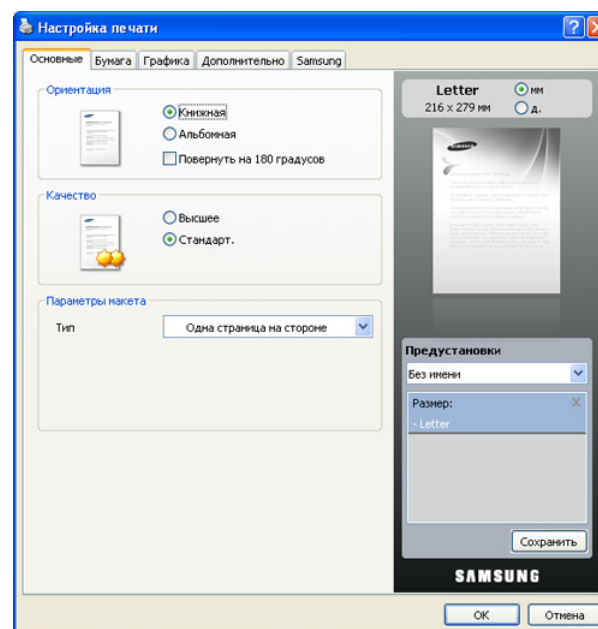 Настройка печати
Основные Бумага Графика Дополнительно Samsung
Ориентация
Книжная
Альбомная
Повернуть на 180 градусов
Качество
Высшее
Стандарт.
Параметры макета
Тип Одна страница на стороне
Letter
216 x 279 мм
мм
д.
SAMSUNG
Предустановки
Без имени
Размер:
- Letter
Сохранить
SAMSUNG
OK Отмена